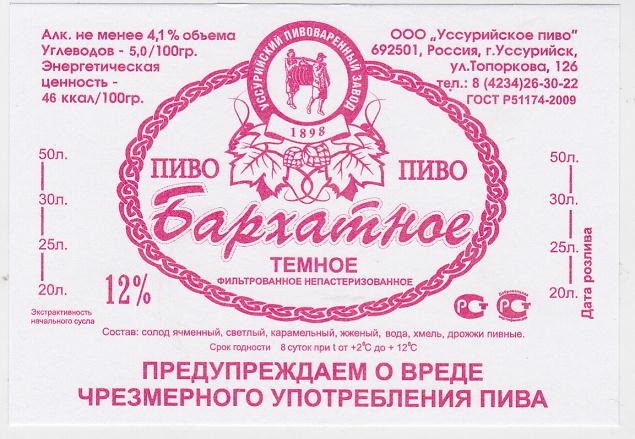 Алк. не менее 4,1% объема
Углеводов - 5,0/100гр.
Энергетическая
ценность -
46 ккал/100гр.
УССУРИЙСКИЙ ПИВОВАРЕННЫЙ ЗАВОД
1898
ООО „Уссурийское пиво"
692501, Россия, г.Уссурийск,
ул.Топоркова, 126
тел.: 8 (4234)26-30-22
ГОСТ Р51174-2009
50л.
30л.
25л.
20л.
ПИВО ПИВО
Бархатное
ТЕМНОЕ
ФИЛЬТРОВАННОЕ НЕПАСТЕРИЗОВАННОЕ
12%
Экстрактивность
начального сусла
50л.
30л.
25л.
20л.
Дата розлива
РСТ
РСТ
Состав: солод ячменный, светлый, карамельный, жженый, вода, хмель, дрожжи пивные.
Срок годности 8 суток при t от +2°С до + 12°С
ПРЕДУПРЕЖДАЕМ О ВРЕДЕ
ЧРЕЗМЕРНОГО УПОТРЕБЛЕНИЯ ПИВА